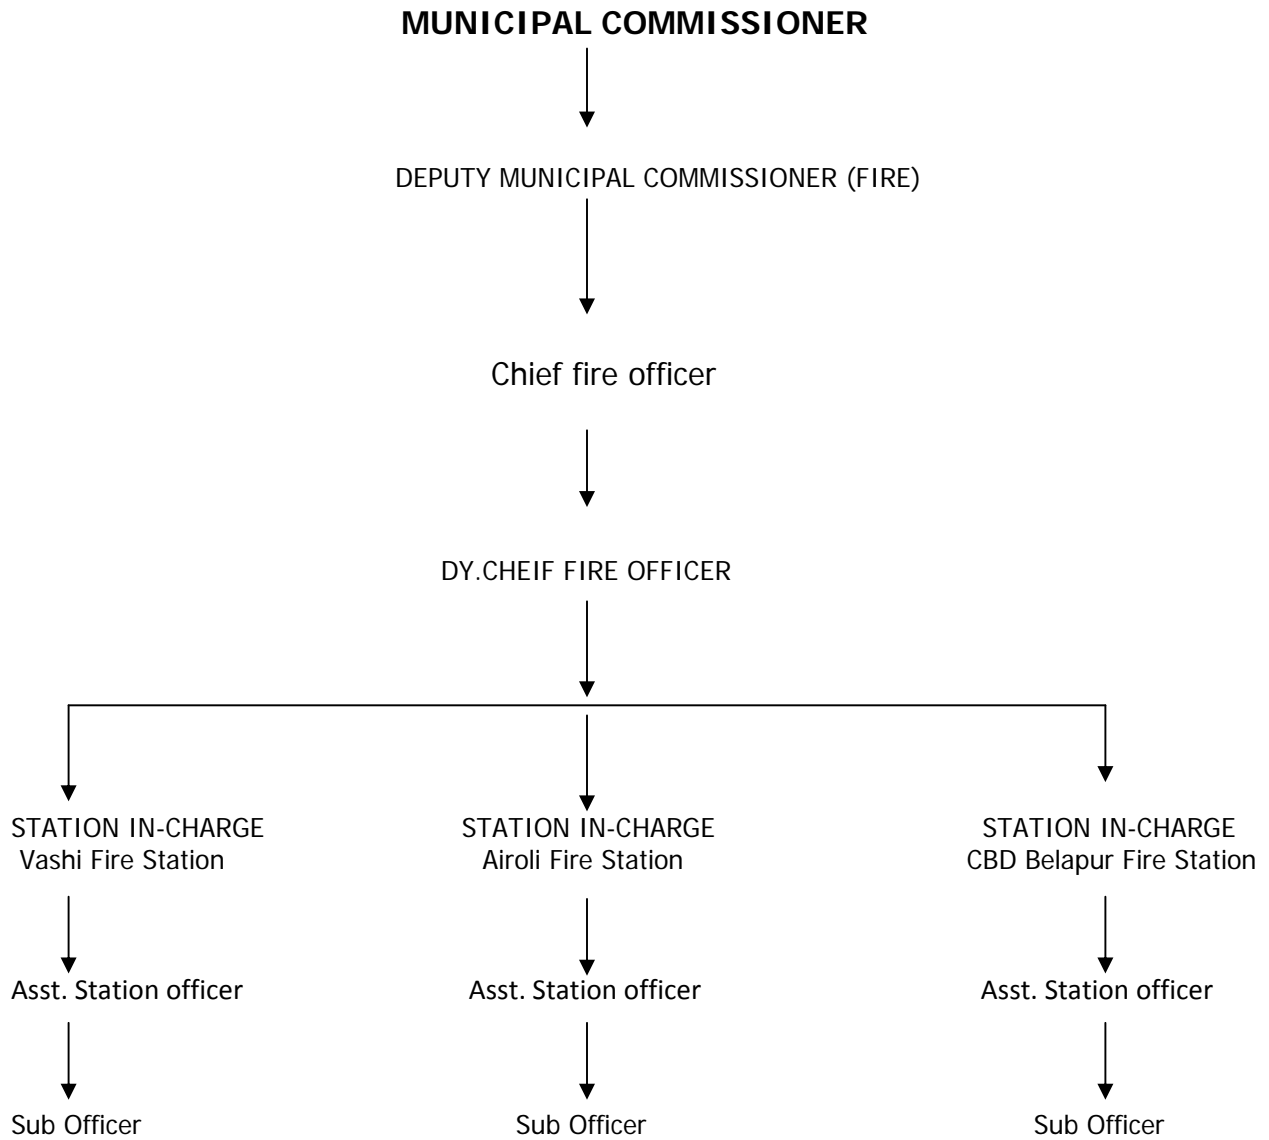 MUNICIPAL COMMISSIONER
DEPUTY MUNICIPAL COMMISSIONER (FIRE)
Chief fire officer
DY.CHEIF FIRE OFFICER
STATION IN-CHARGE
Vashi Fire Station
STATION IN-CHARGE
Airoli Fire Station
STATION IN-CHARGE
CBD Belapur Fire Station
Asst. Station officer
Asst. Station officer
Asst. Station officer
Sub Officer
Sub Officer
Sub Officer